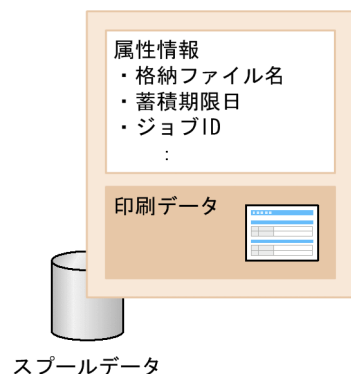 属性情報
・格納ファイル名
・蓄積期限日
・ジョブID
：
印刷データ
スプールデータ